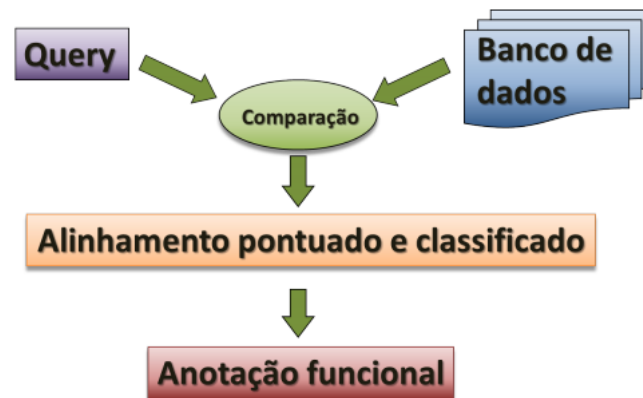 Query
Banco de
dados
Comparação
Alinhamento pontuado e classificado
Anotação funcional